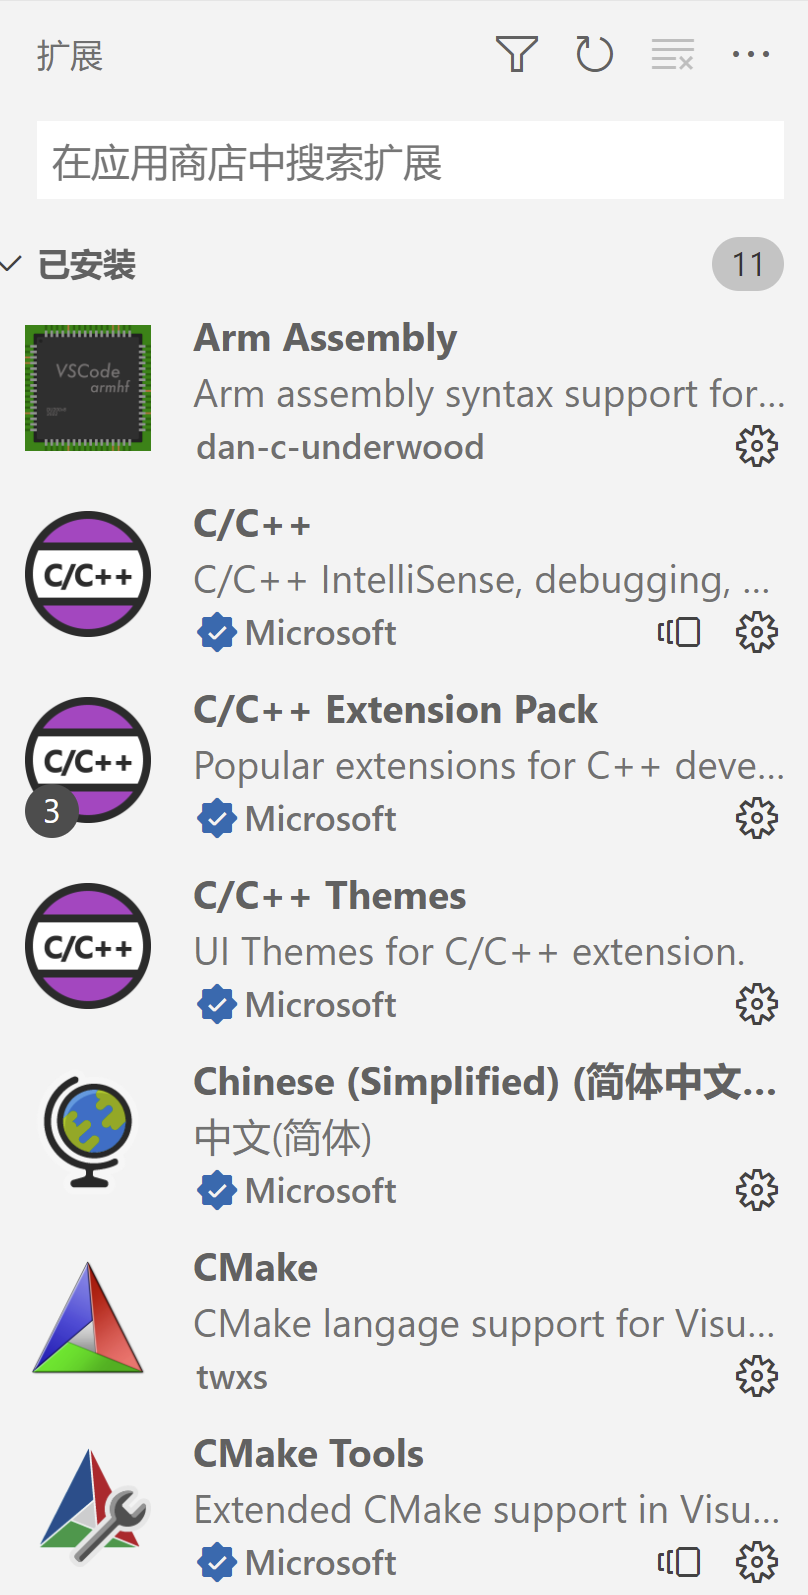 扩展
在应用商店中搜索扩展
已安装
11
VSCode
armhf
Arm Assembly
Arm assembly syntax support for...
dan-c-underwood
C/C++
C/C++
C/C++ IntelliSense, debugging, ...
Microsoft
C/C++
3
C/C++ Extension Pack
Popular extensions for C++ deve...
Microsoft
C/C++
C/C++ Themes
UI Themes for C/C++ extension.
Microsoft
Chinese (Simplified) (简体中文...
中文(简体)
Microsoft
CMake
CMake langage support for Visu...
twxs
CMake Tools
Extended CMake support in Visu...
Microsoft